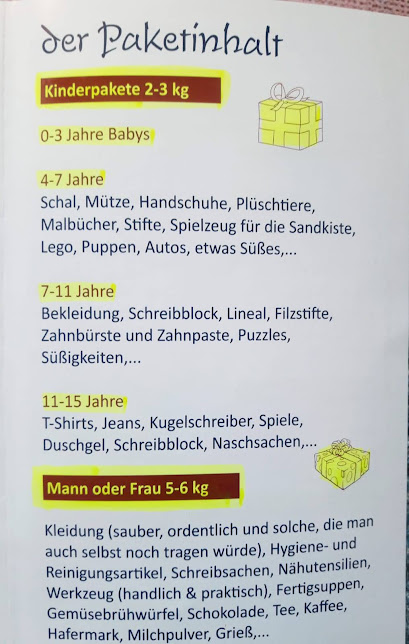 der Paketinhalt
Kinderpakete 2-3 kg
0-3 Jahre Babys
4-7 Jahre
Schal, Mütze, Handschuhe, Plüschtiere,
Malbücher, Stifte, Spielzeug für die Sandkiste,
Lego, Puppen, Autos, etwas Süßes,...
7-11 Jahre
Bekleidung, Schreibblock, Lineal, Filzstifte,
Zahnbürste und Zahnpaste, Puzzles,
Süßigkeiten,...
11-15 Jahre
T-Shirts, Jeans, Kugelschreiber, Spiele,
Duschgel, Schreibblock, Naschsachen,...
Mann oder Frau 5-6 kg
Kleidung (sauber, ordentlich und solche, die man
auch selbst noch tragen würde), Hygiene- und
Reinigungsartikel, Schreibsachen, Nähutensilien,
Werkzeug (handlich & praktisch), Fertigsuppen,
Gemüsebrühwürfel, Schokolade, Tee, Kaffee,
Hafermark, Milchpulver, Grieß,...